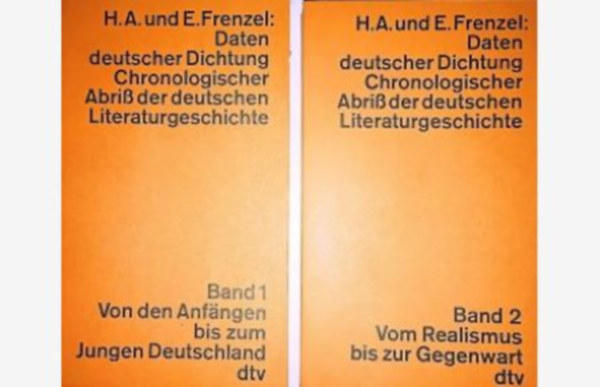 H. A. und E. Frenzel:
Daten
deutscher Dichtung
Chronologischer
Abriß der deutschen
Literaturgeschichte
Band 1
Von den Anfängen
bis zum
Jungen Deutschland
dtv
H. A. und E. Frenzel:
Daten
deutscher Dichtung
Chronologischer
Abriß der deutschen
Literaturgeschichte
Band 2
Vom Realismus
bis zur Gegenwart
dtv